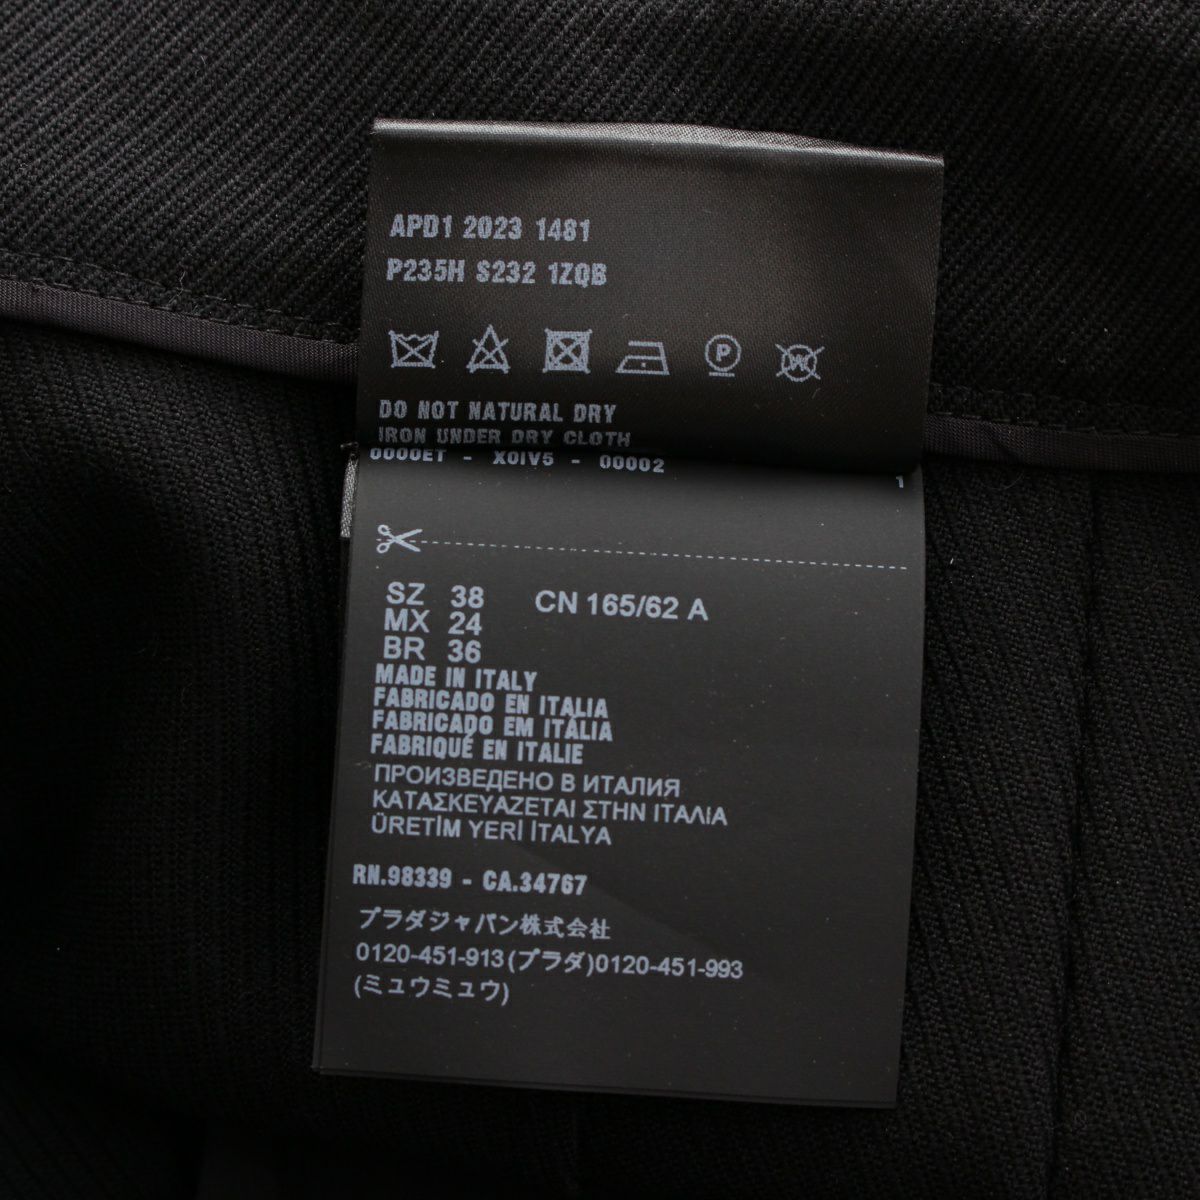 APD1 2023 1481
P235H S232 1ZQB
P
W
DO NOT NATURAL DRY
IRON UNDER DRY CLOTH
0000ET - X0IV5 - 00002
1
SZ 38 CN 165/62 A
MX 24
BR 36
MADE IN ITALY
FABRICADO EN ITALIA
FABRICADO EM ITÁLIA
FABRIQUÉ EN ITALIE
ПРОИЗВЕДЕНО В ИТАЛИЯ
ΚΑΤΑΣΚΕΥΑΖΕΤΑΙ ΣΤΗΝ ΙΤΑΛΙΑ
ÜRETİM YERİ İTALYA
RN.98339 - CA.34767
プラダジャパン株式会社
0120-451-913(プラダ)0120-451-993
(ミュウミュウ)